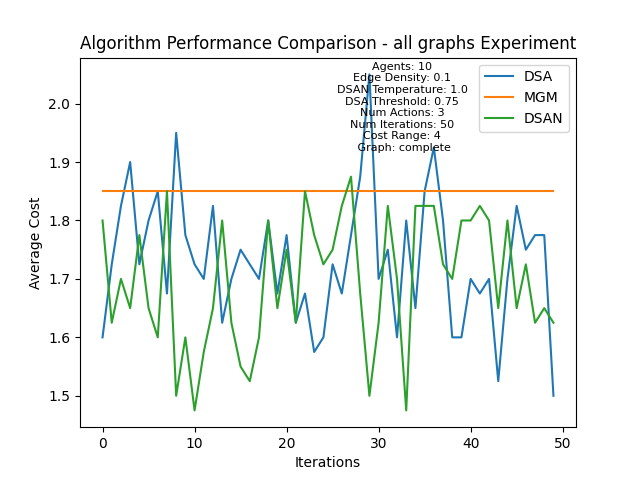 Algorithm Performance Comparison - all graphs Experiment
Agents: 10
Edge Density: 0.1
DSAN Temperature: 1.0
DSA Threshold: 0.75
Num Actions: 3
Num Iterations: 50
Cost Range: 4
Graph: complete
DSA
MGM
DSAN
Average Cost
2.0
1.9
1.8
1.7
1.6
1.5
0
10
20
30
40
50
Iterations